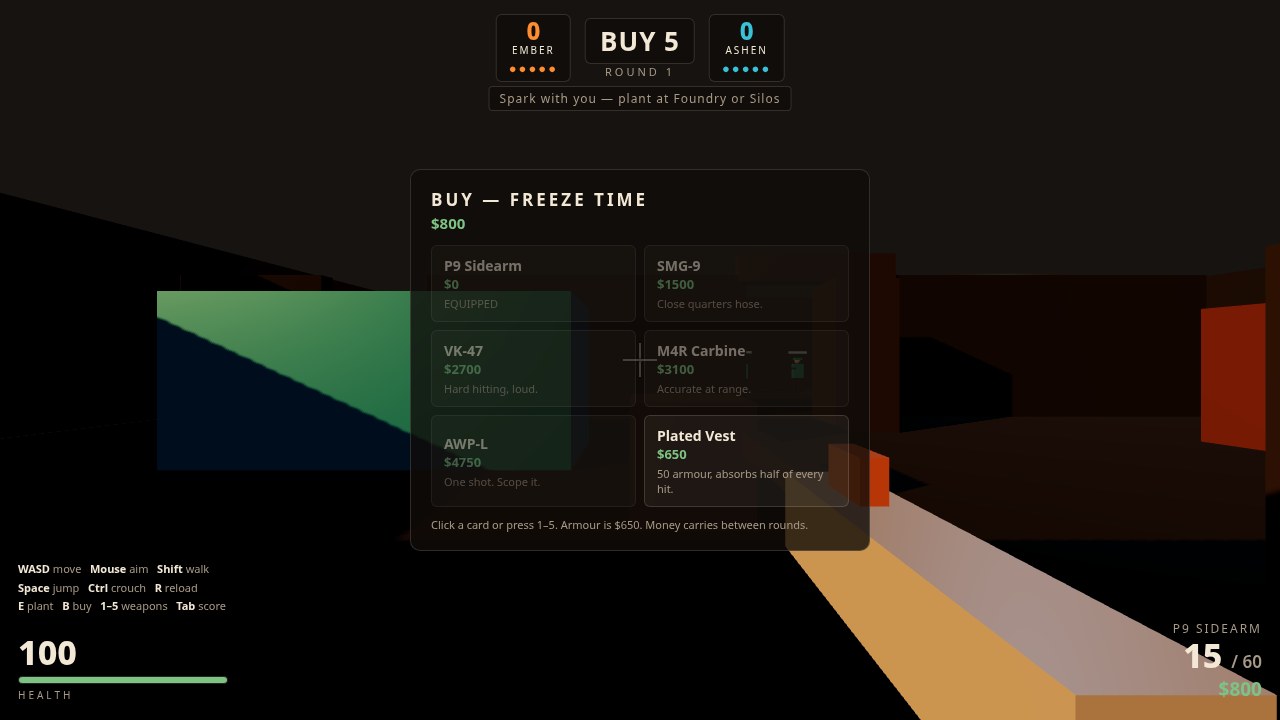 0
EMBER
BUY 5
ROUND 1
0
ASHEN
Spark with you — plant at Foundry or Silos
BUY — FREEZE TIME
$800
P9 Sidearm
$0
EQUIPPED
SMG-9
$1500
Close quarters hose.
VK-47
$2700
Hard hitting, loud.
M4R Carbine
$3100
Accurate at range.
AWP-L
$4750
One shot. Scope it.
Plated Vest
$650
50 armour, absorbs half of every
hit.
Click a card or press 1–5. Armour is $650. Money carries between rounds.
WASD move Mouse aim Shift walk
Space jump Ctrl crouch R reload
E plant B buy 1–5 weapons Tab score
100
HEALTH
P9 SIDEARM
15 / 60
$800